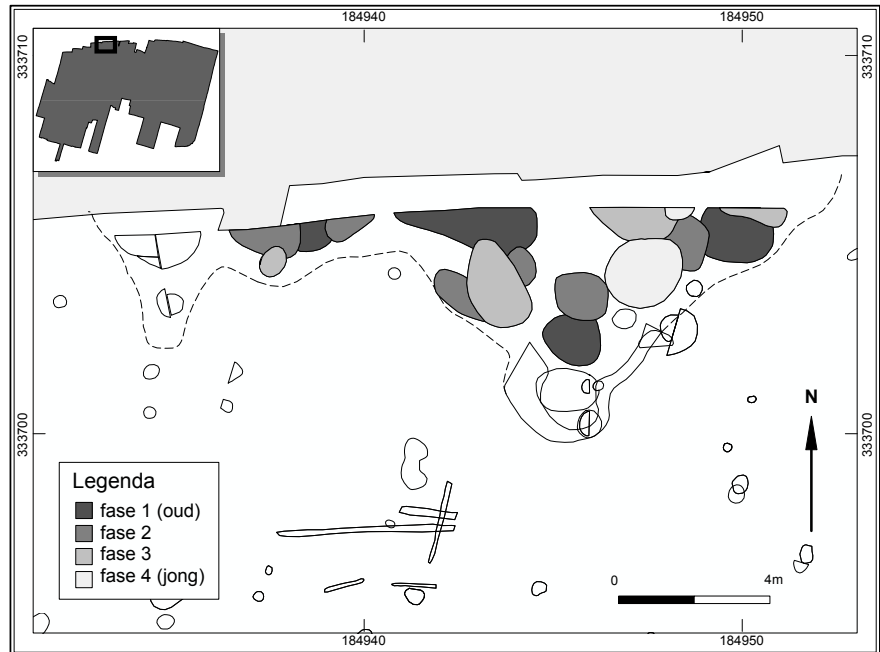 184940
184950
333710
333710
333700
333700
N
Legenda
fase 1 (oud)
fase 2
fase 3
fase 4 (jong)
0
4m
184940
184950